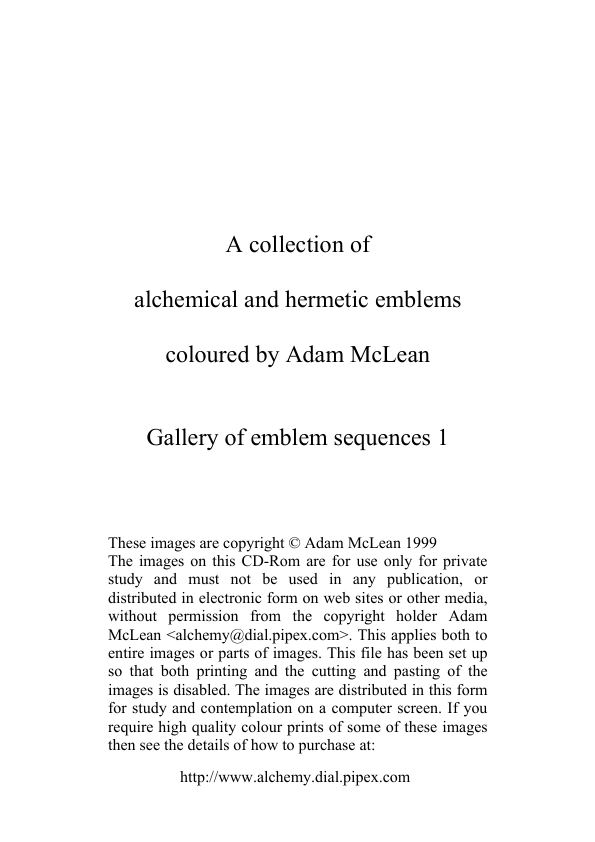 A collection of
alchemical and hermetic emblems
coloured by Adam McLean
Gallery of emblem sequences 1
These images are copyright © Adam McLean 1999
The images on this CD-Rom are for use only for private
study and must not be used in any publication, or
distributed in electronic form on web sites or other media,
without permission from the copyright holder Adam
McLean <alchemy@dial.pipex.com>. This applies both to
entire images or parts of images. This file has been set up
so that both printing and the cutting and pasting of the
images is disabled. The images are distributed in this form
for study and contemplation on a computer screen. If you
require high quality colour prints of some of these images
then see the details of how to purchase at:
http://www.alchemy.dial.pipex.com